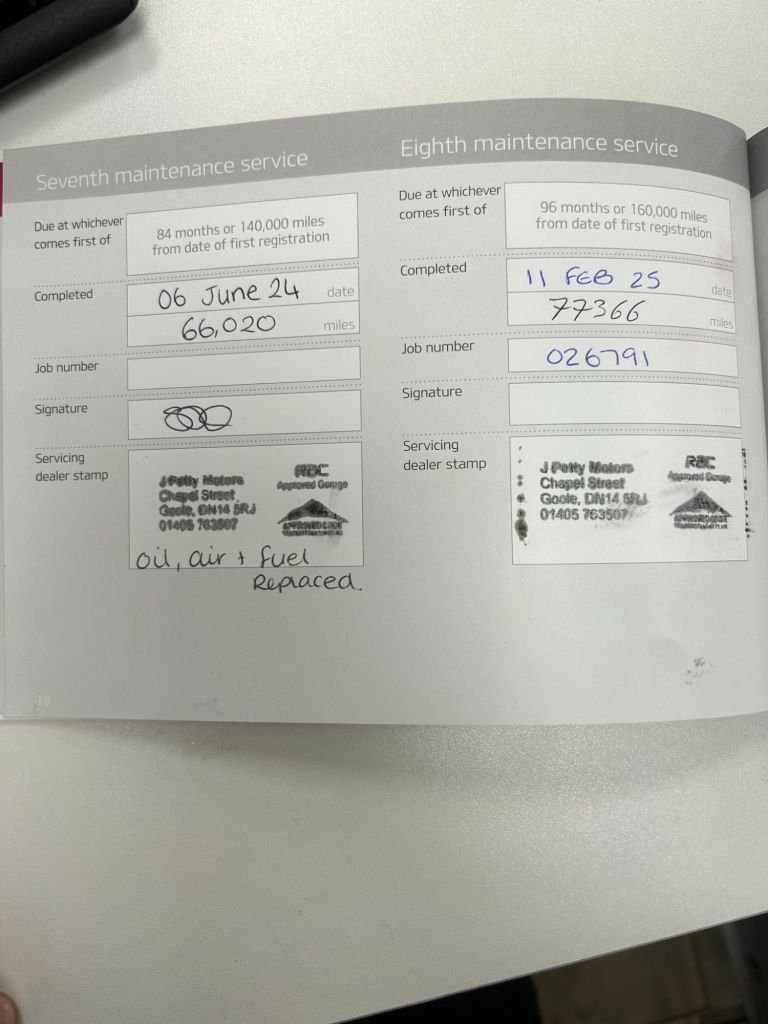 Seventh maintenance service
Due at whichever
comes first of
84 months or 140,000 miles
from date of first registration
Completed
06 June 24 date
66,020 miles
Job number
Signature
Servicing
dealer stamp
J Petty Motors
Chapel Street
Goole, DN14 5RJ
01405 763507
RBC
Approved Garage
oil, air + fuel
Replaced.
18
Eighth maintenance service
Due at whichever
comes first of
96 months or 160,000 miles
from date of first registration
Completed
11 FEB 25 date
77366 miles
Job number
026791
Signature
Servicing
dealer stamp
J Petty Motors
Chapel Street
Goole, DN14 5RJ
01405 763507
Approved Garage